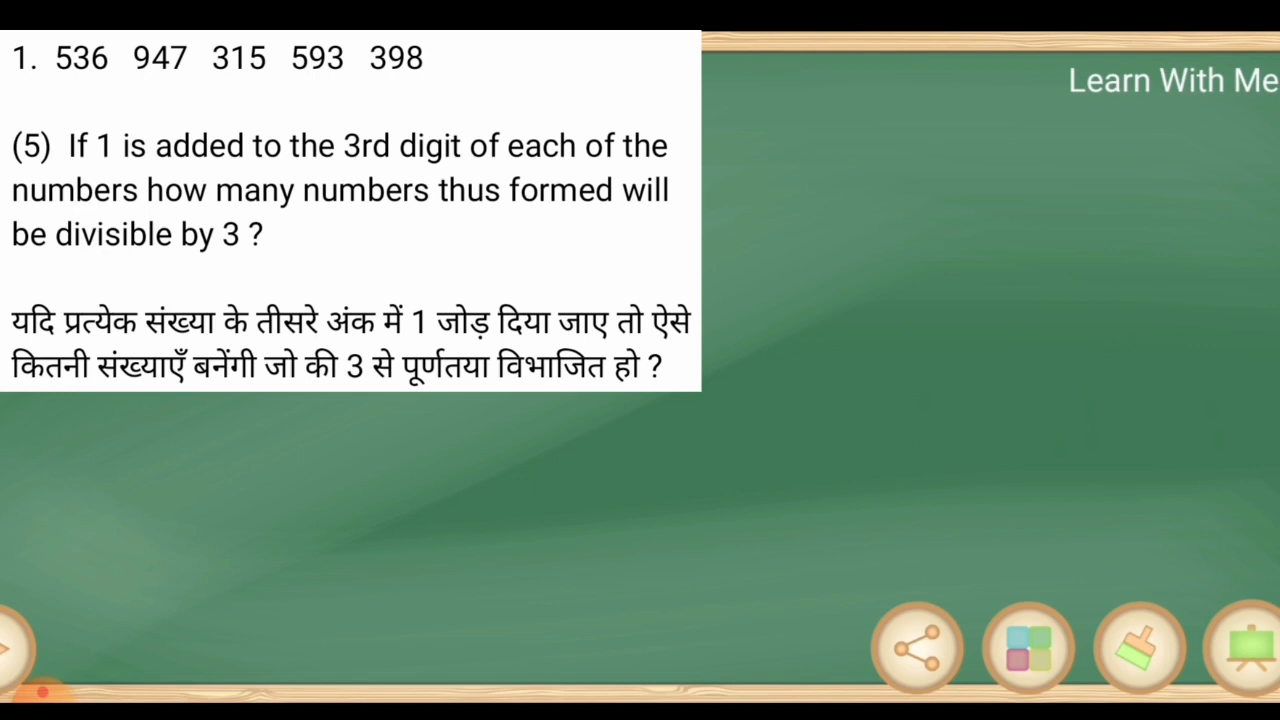 1. 536 947 315 593 398
Learn With Me
(5) If 1 is added to the 3rd digit of each of the
numbers how many numbers thus formed will
be divisible by 3 ?
यदि प्रत्येक संख्या के तीसरे अंक में 1 जोड़ दिया जाए तो ऐसे
कितनी संख्याएँ बनेंगी जो की 3 से पूर्णतया विभाजित हो ?